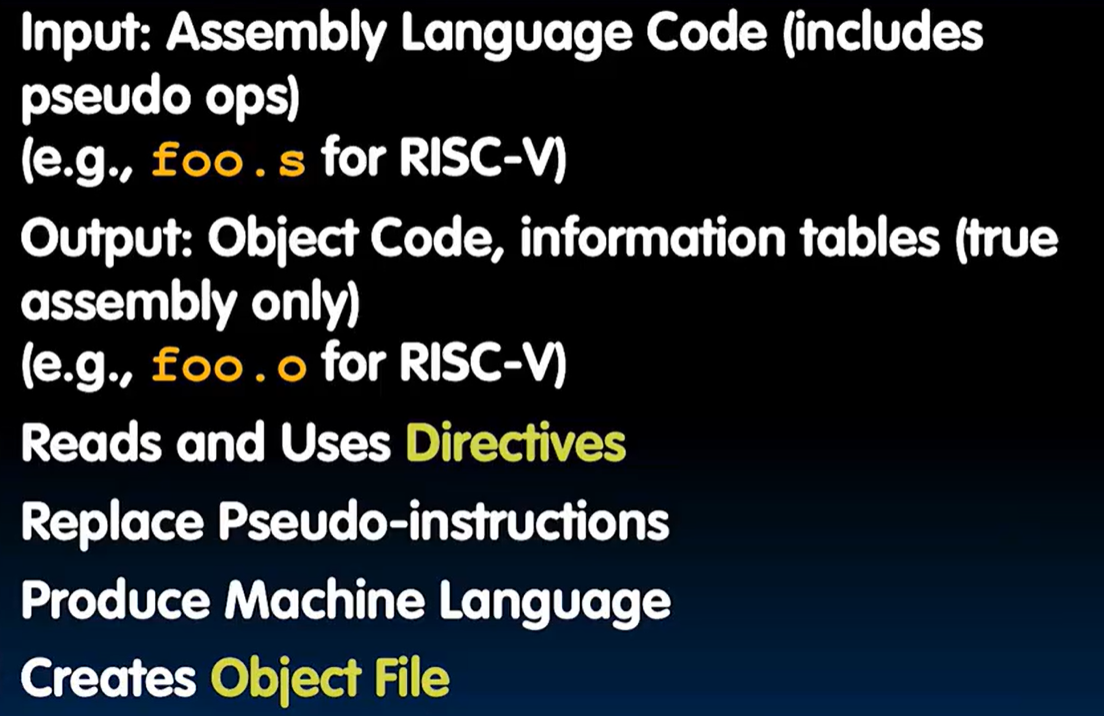 Input: Assembly Language Code (includes
pseudo ops)
(e.g., foo.s for RISC-V)
Output: Object Code, information tables (true
assembly only)
(e.g., foo.o for RISC-V)
Reads and Uses Directives
Replace Pseudo-instructions
Produce Machine Language
Creates Object File